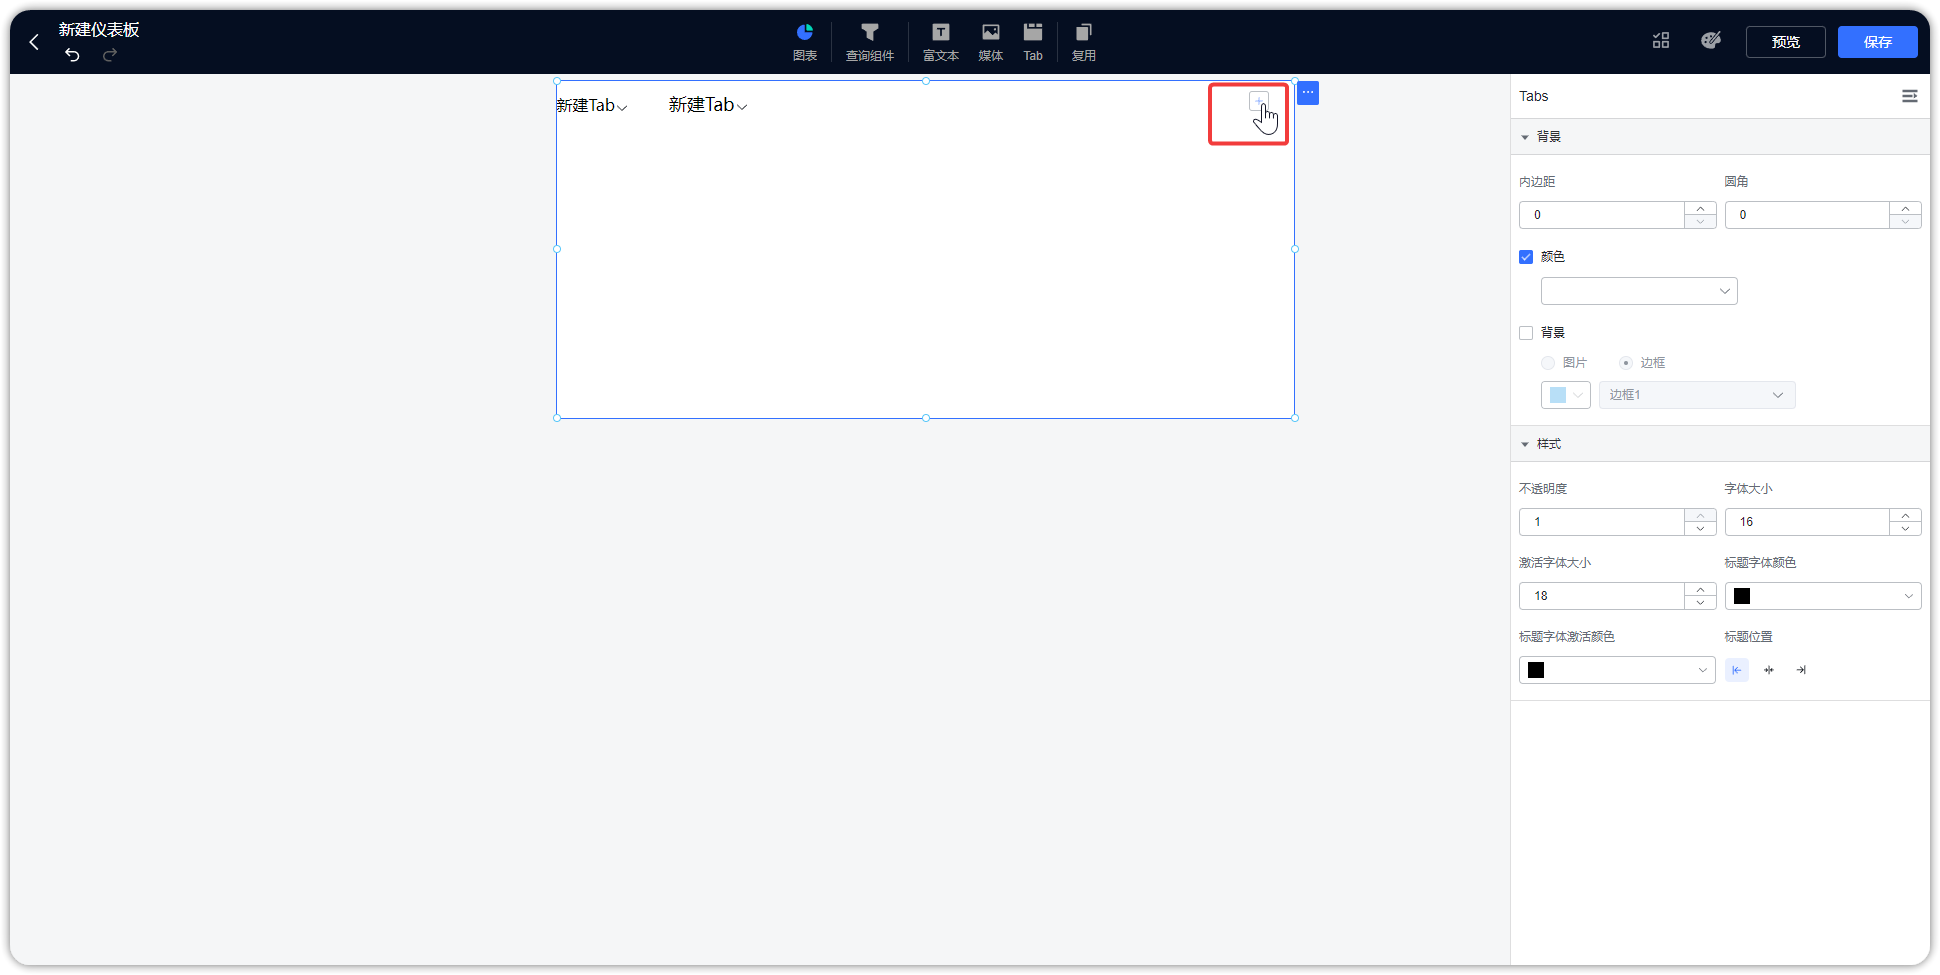 新建仪表板
图表
查询组件
富文本
媒体
Tab
复用
预览
保存
新建Tab
新建Tab
Tabs
背景
内边距
圆角
0
0
颜色
背景
图片
边框
边框1
样式
不透明度
字体大小
1
16
激活字体大小
标题字体颜色
18
标题字体激活颜色
标题位置